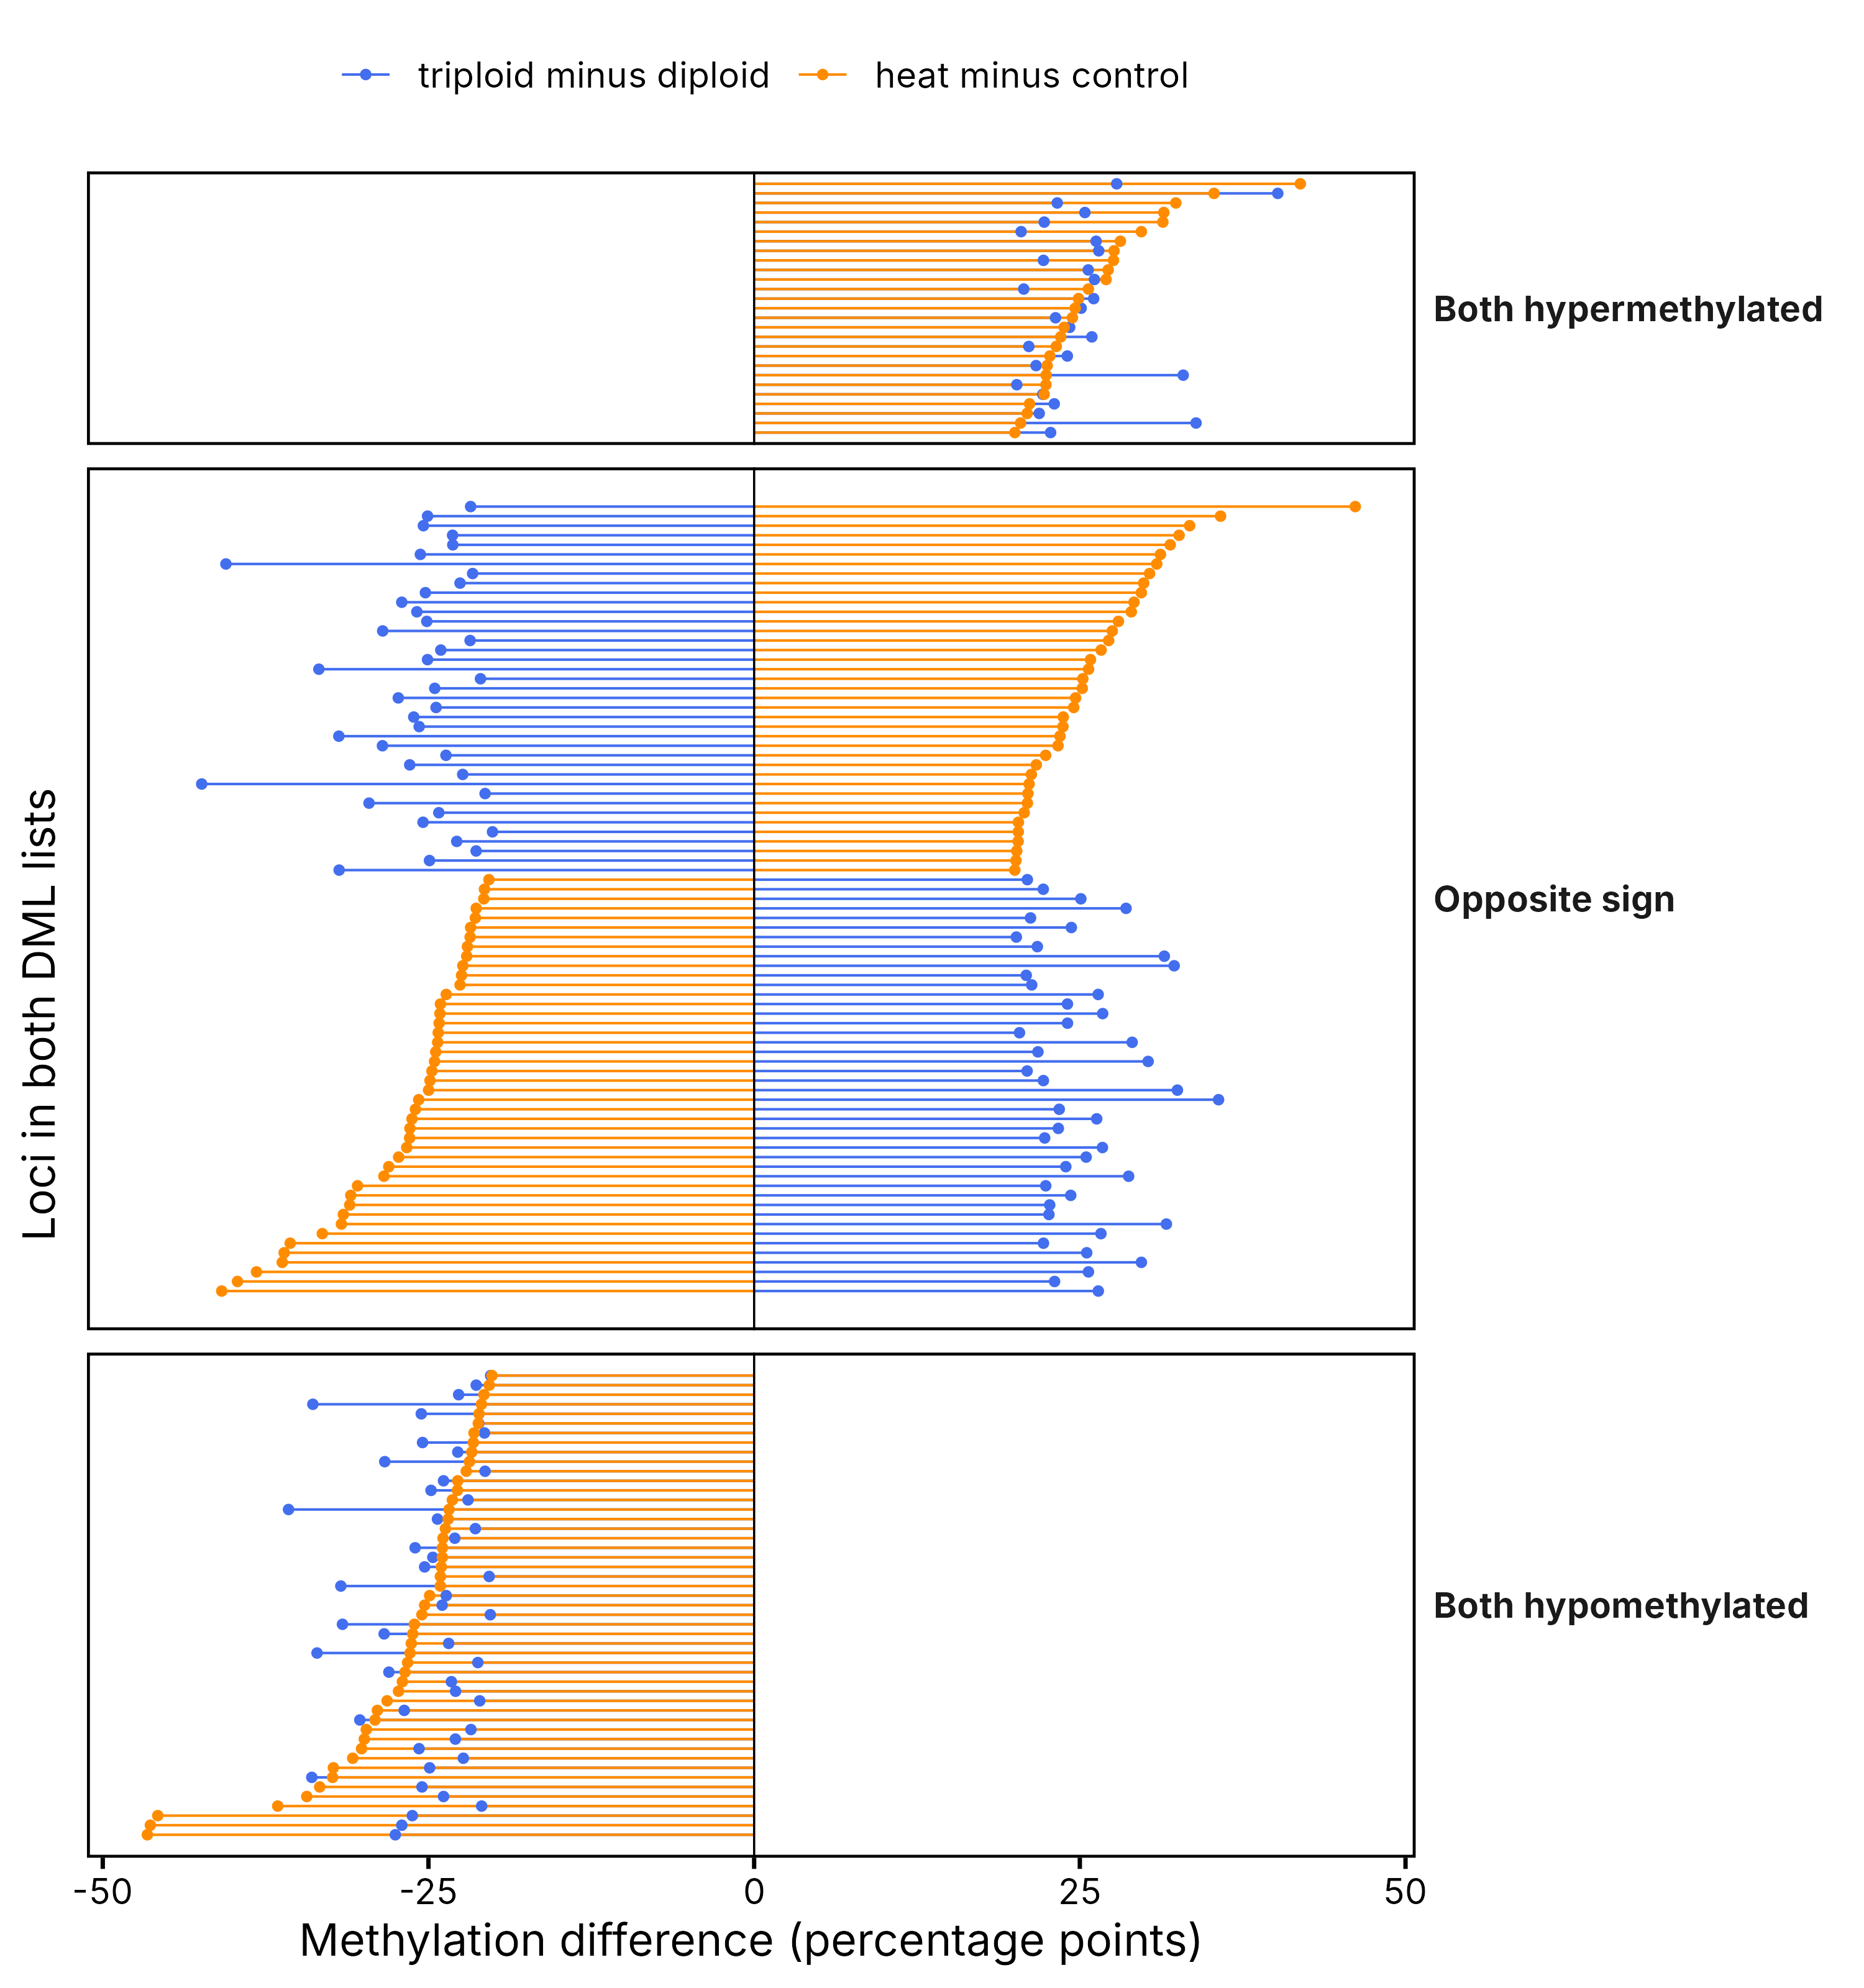 triploid minus diploid heat minus control
Both hypermethylated
Opposite sign
Both hypomethylated
Loci in both DML lists
-50 -25 0 25 50
Methylation difference (percentage points)